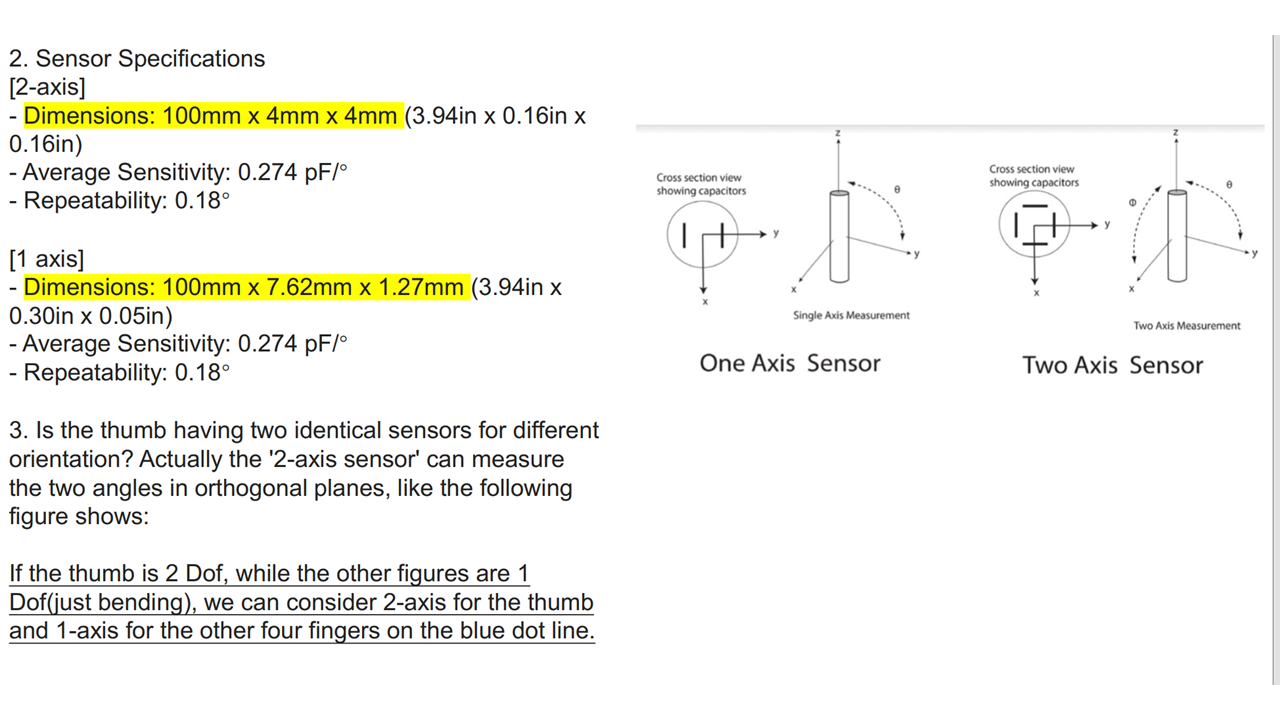 2. Sensor Specifications
[2-axis]
- Dimensions: 100mm x 4mm x 4mm (3.94in x 0.16in x
0.16in)
- Average Sensitivity: 0.274 pF/°
- Repeatability: 0.18°
[1 axis]
- Dimensions: 100mm x 7.62mm x 1.27mm (3.94in x
0.30in x 0.05in)
- Average Sensitivity: 0.274 pF/°
- Repeatability: 0.18°
3. Is the thumb having two identical sensors for different
orientation? Actually the '2-axis sensor' can measure
the two angles in orthogonal planes, like the following
figure shows:
If the thumb is 2 Dof, while the other figures are 1
Dof(just bending), we can consider 2-axis for the thumb
and 1-axis for the other four fingers on the blue dot line.
Cross section view
showing capacitors
y
x
z
θ
y
x
Single Axis Measurement
One Axis Sensor
Cross section view
showing capacitors
y
x
z
Φ
θ
y
x
Two Axis Measurement
Two Axis Sensor